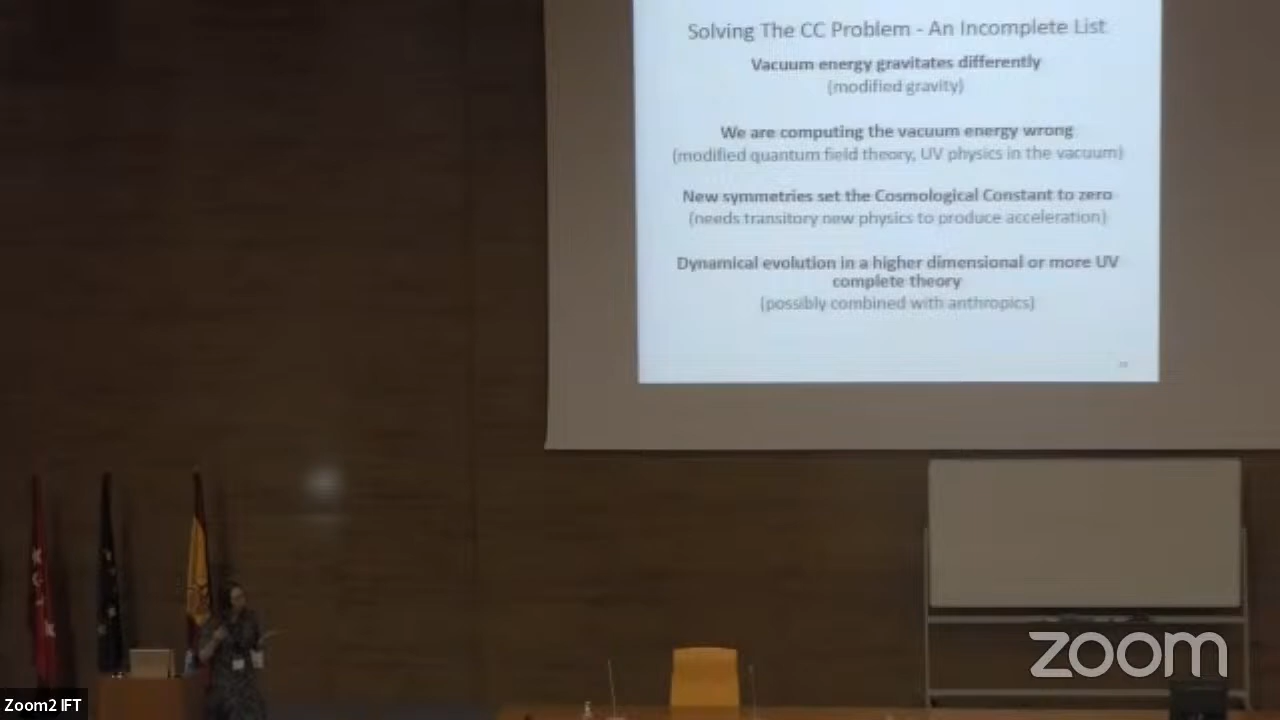 Solving The CC Problem - An Incomplete List
Vacuum energy gravitates differently
(modified gravity)
We are computing the vacuum energy wrong
(modified quantum field theory, UV physics in the vacuum)
New symmetries set the Cosmological Constant to zero
(needs transitory new physics to produce acceleration)
Dynamical evolution in a higher dimensional or more UV
complete theory
(possibly combined with anthropics)
zoom
Zoom2 IFT